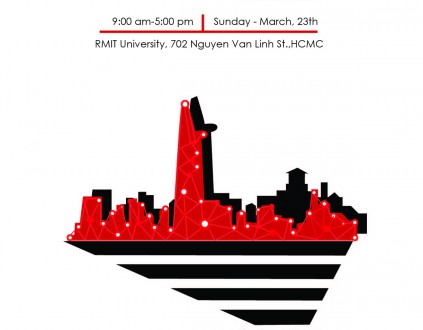 9:00 am-5:00 pm | Sunday - March, 23th
RMIT University, 702 Nguyen Van Linh St.,HCMC